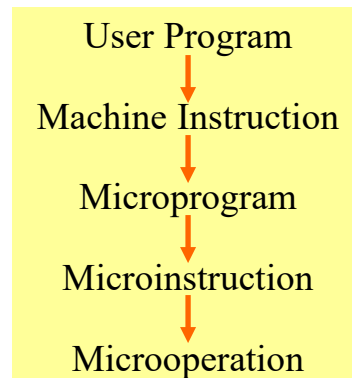 User Program
Machine Instruction
Microprogram
Microinstruction
Microoperation